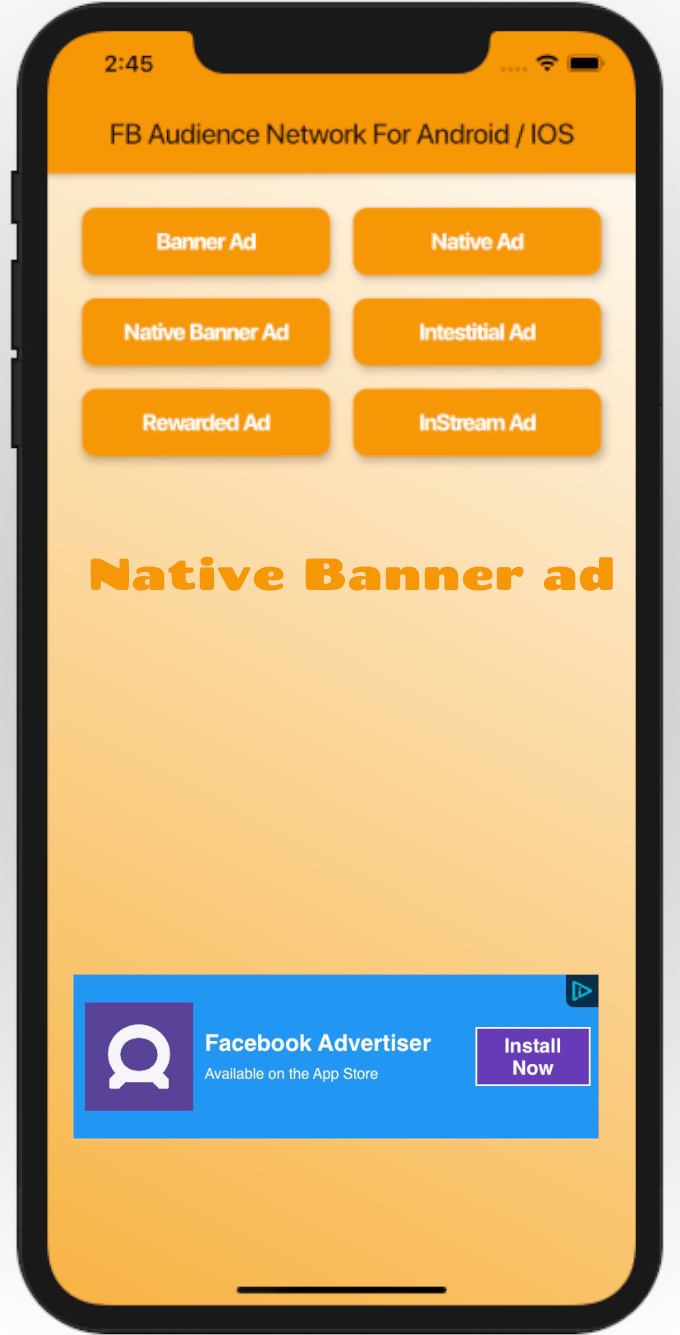 2:45
FB Audience Network For Android / IOS
Banner Ad
Native Ad
Native Banner Ad
Intestitial Ad
Rewarded Ad
InStream Ad
Native Banner ad
Facebook Advertiser
Available on the App Store
Install
Now